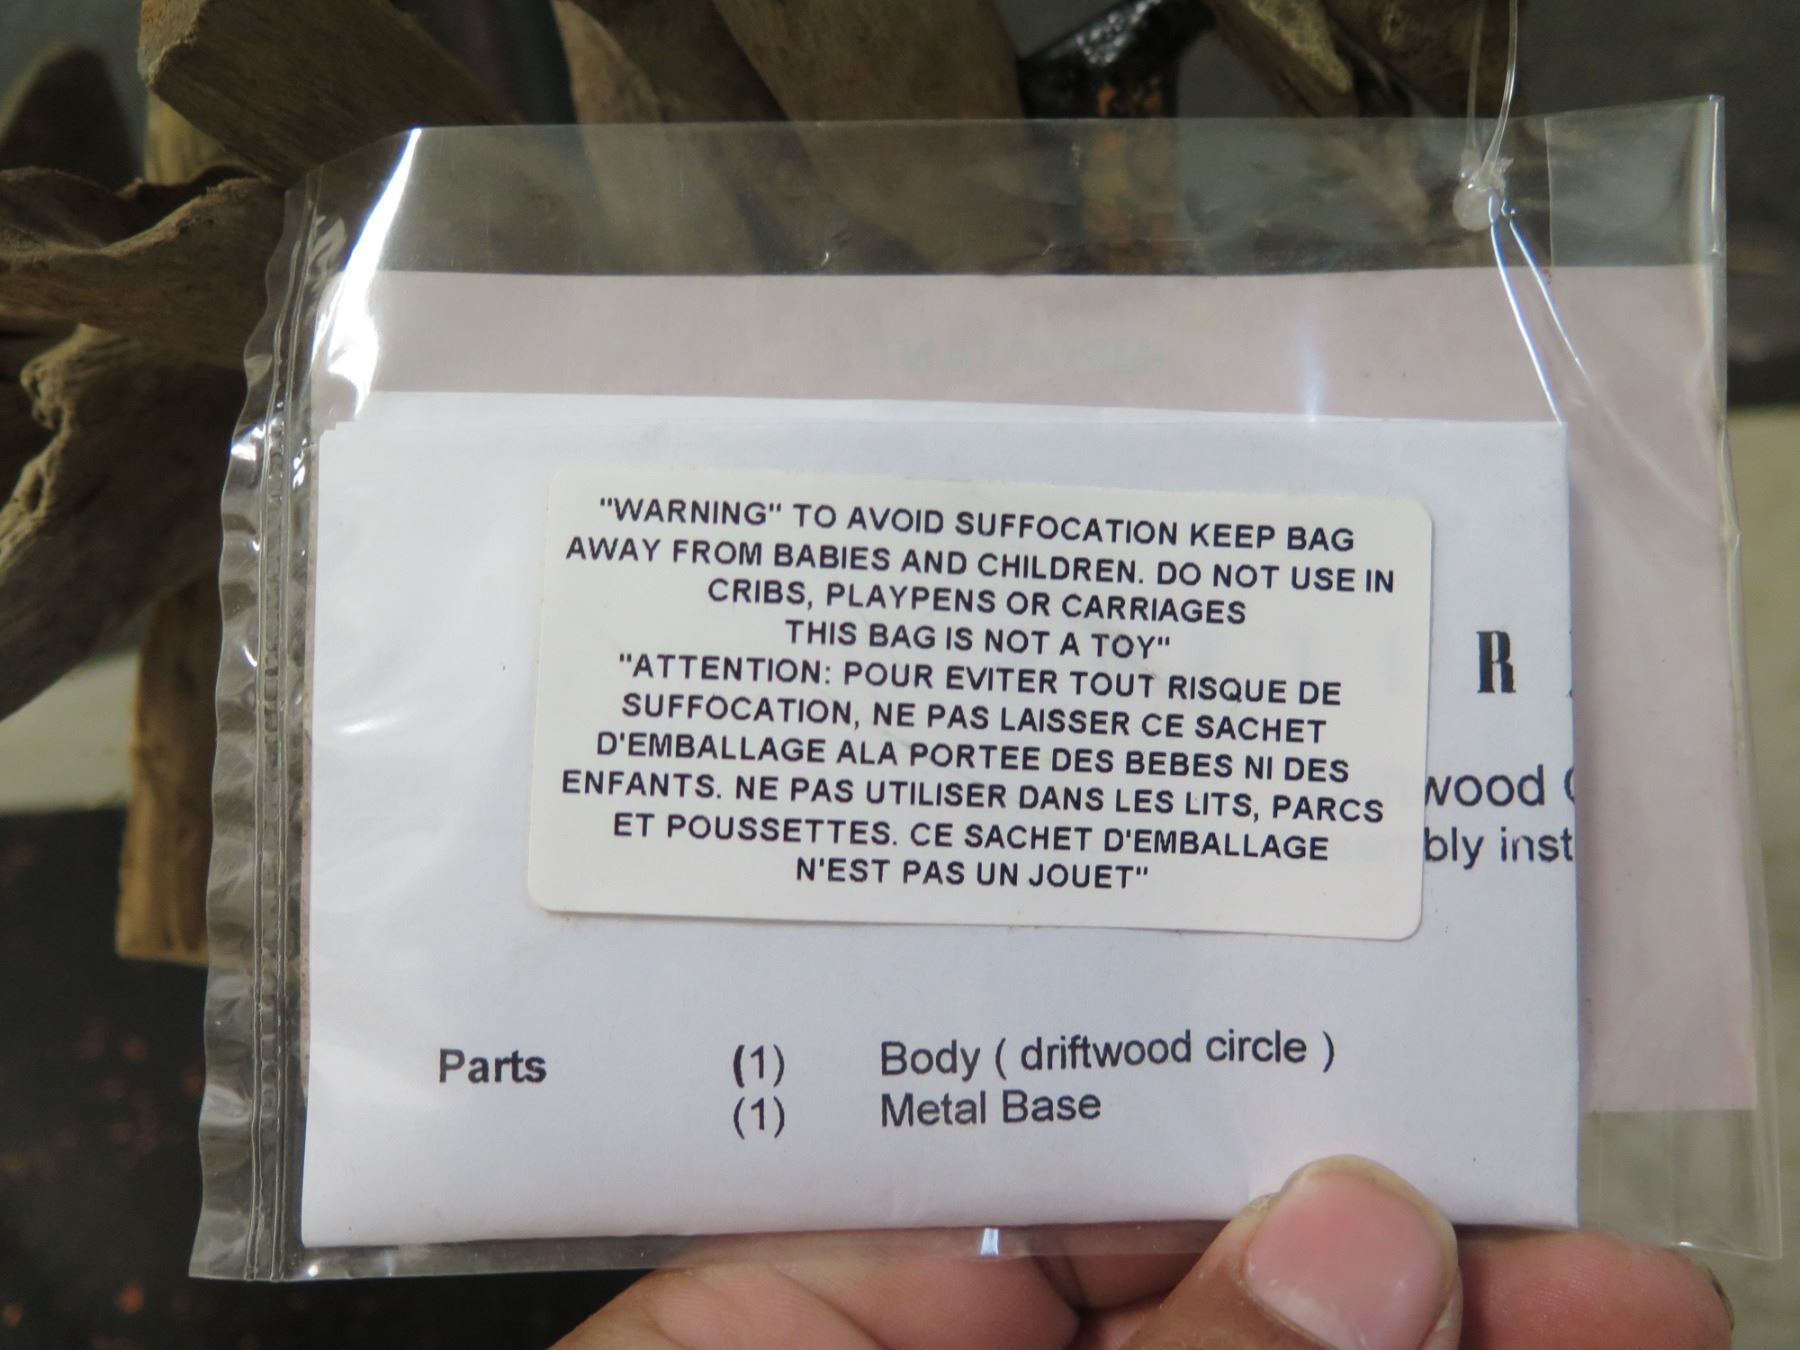 "WARNING" TO AVOID SUFFOCATION KEEP BAG
AWAY FROM BABIES AND CHILDREN. DO NOT USE IN
CRIBS, PLAYPENS OR CARRIAGES
THIS BAG IS NOT A TOY"
"ATTENTION: POUR EVITER TOUT RISQUE DE
SUFFOCATION, NE PAS LAISSER CE SACHET
D'EMBALLAGE ALA PORTEE DES BEBES NI DES
ENFANTS. NE PAS UTILISER DANS LES LITS, PARCS
ET POUSSETTES. CE SACHET D'EMBALLAGE
N'EST PAS UN JOUET"
R
wood
bly inst
Parts (1) Body ( driftwood circle )
(1) Metal Base